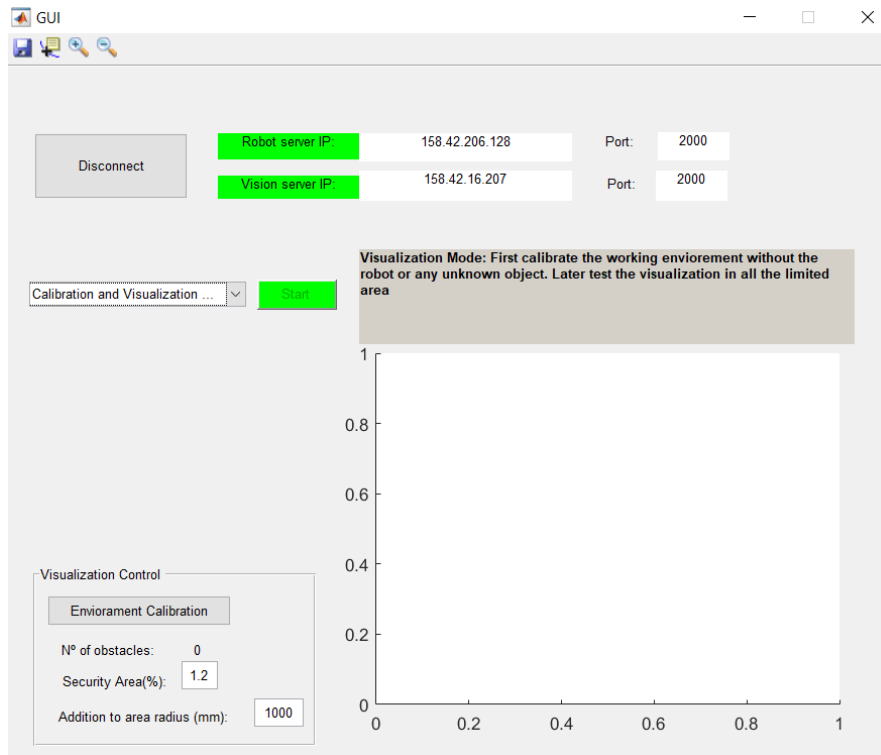 GUI
Disconnect
Robot server IP:
158.42.206.128
Port:
2000
Vision server IP:
158.42.16.207
Port:
2000
Calibration and Visualization ...
Start
Visualization Mode: First calibrate the working enviorement without the
robot or any unknown object. Later test the visualization in all the limited
area
1
0.8
0.6
0.4
0.2
0
0
0.2
0.4
0.6
0.8
1
Visualization Control
Enviorament Calibration
Nº of obstacles:
0
Security Area(%):
1.2
Addition to area radius (mm):
1000